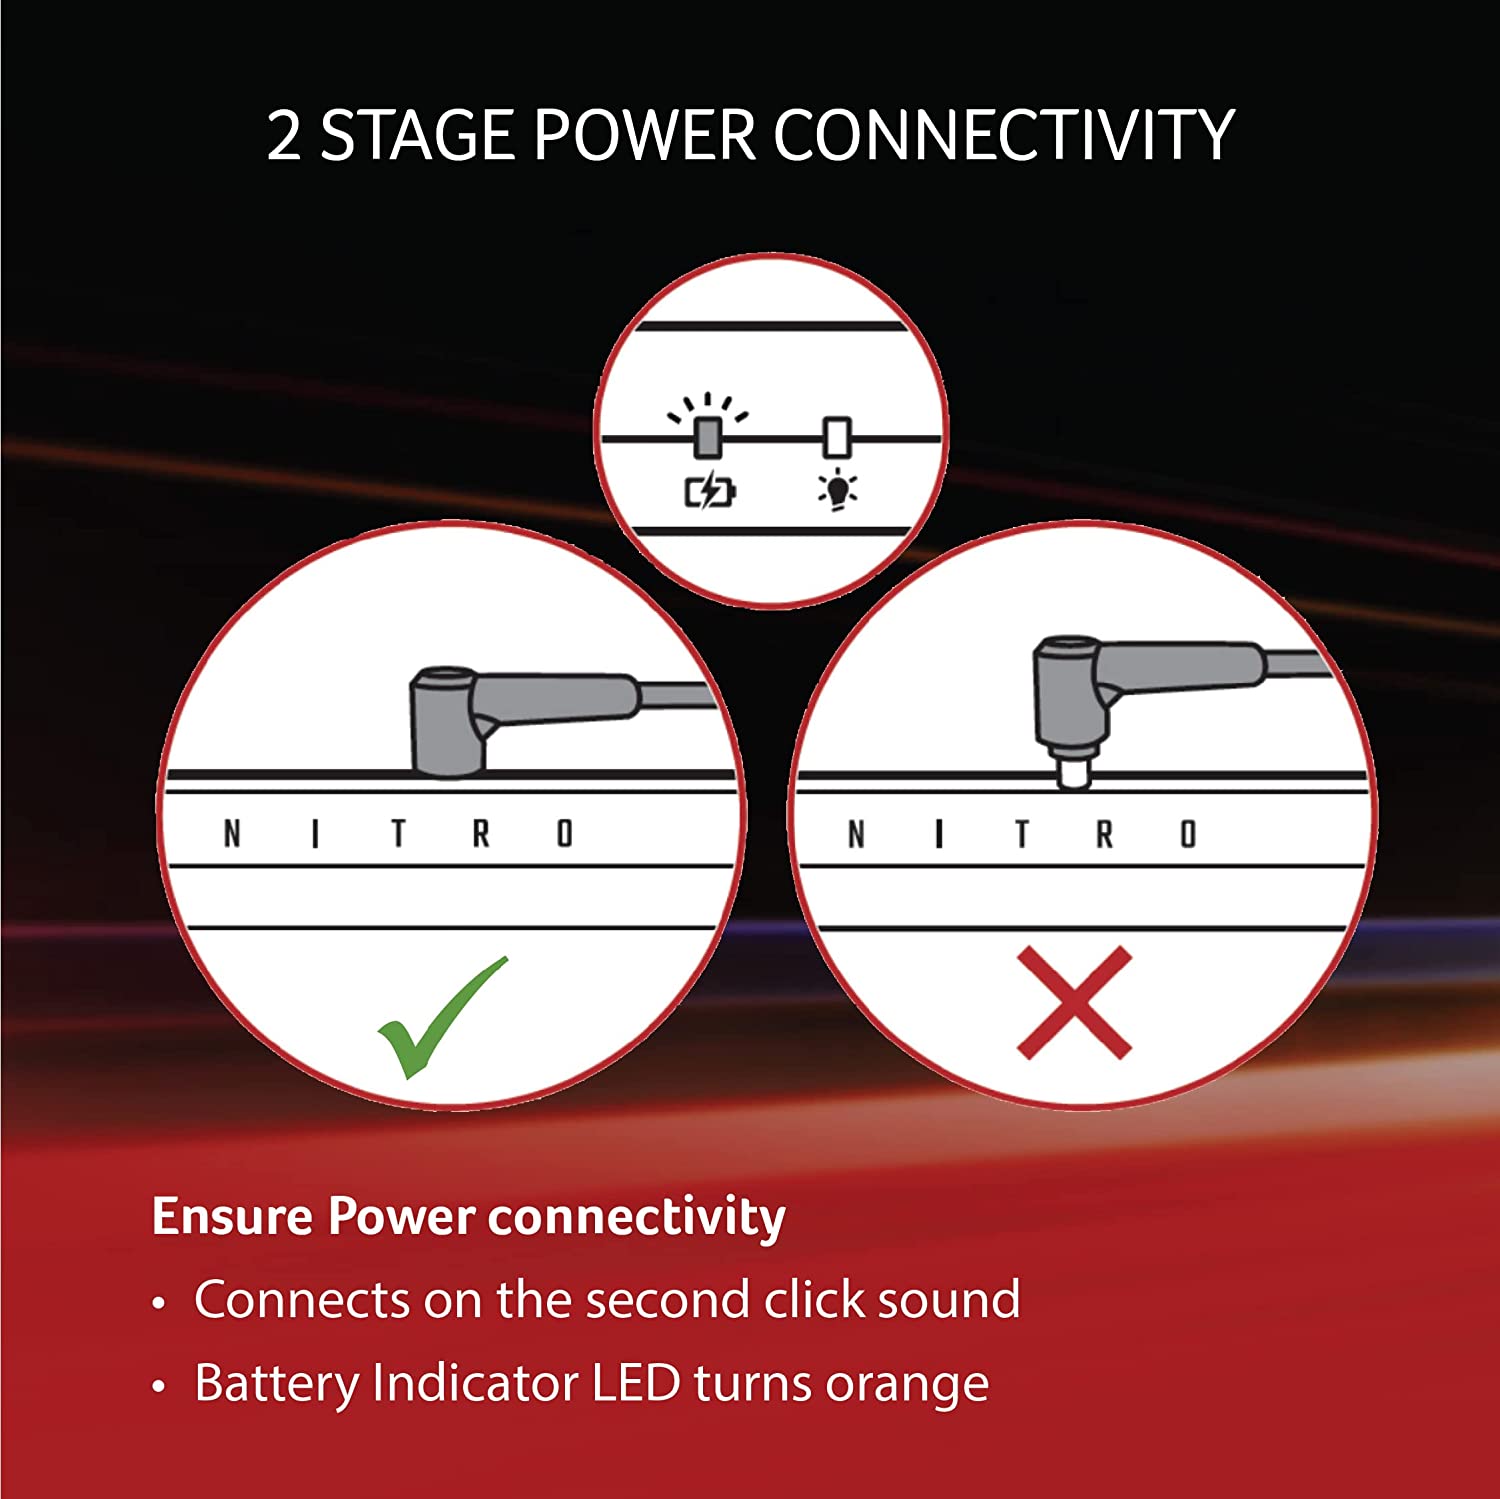 2 STAGE POWER CONNECTIVITY
N I T R O
N I T R O
Ensure Power connectivity
• Connects on the second click sound
• Battery Indicator LED turns orange